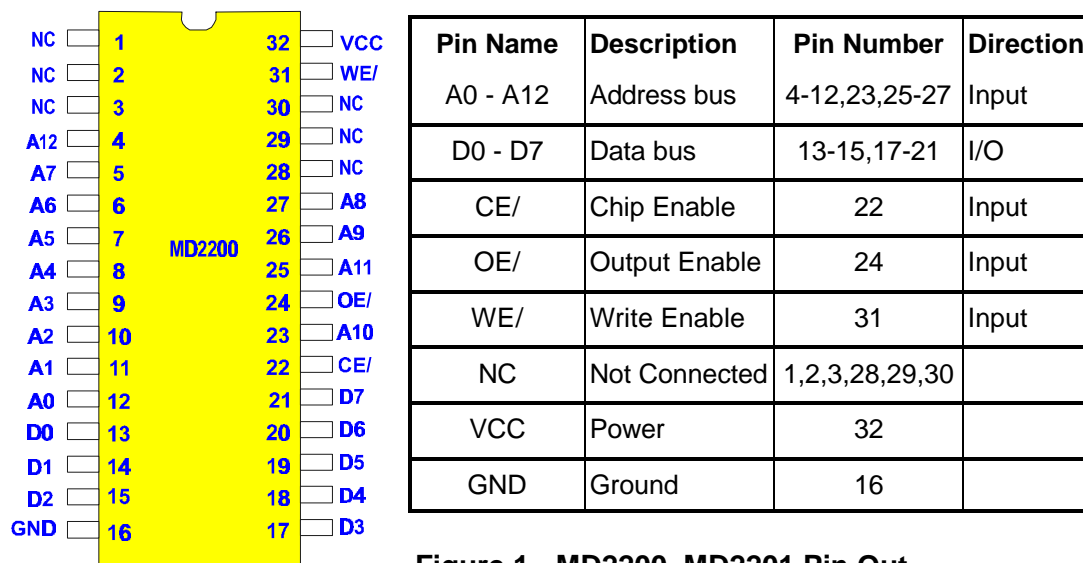 NC 1 32 VCC
NC 2 31 WE/
NC 3 30 NC
A12 4 29 NC
A7 5 28 NC
A6 6 27 A8
A5 7 26 A9
MD2200
A4 8 25 A11
A3 9 24 OE/
A2 10 23 A10
A1 11 22 CE/
A0 12 21 D7
D0 13 20 D6
D1 14 19 D5
D2 15 18 D4
GND 16 17 D3
Pin Name Description Pin Number Direction
A0 - A12 Address bus 4-12,23,25-27 Input
D0 - D7 Data bus 13-15,17-21 I/O
CE/ Chip Enable 22 Input
OE/ Output Enable 24 Input
WE/ Write Enable 31 Input
NC Not Connected 1,2,3,28,29,30
VCC Power 32
GND Ground 16
Figure 1 - MD2200, MD2201 Pin Out